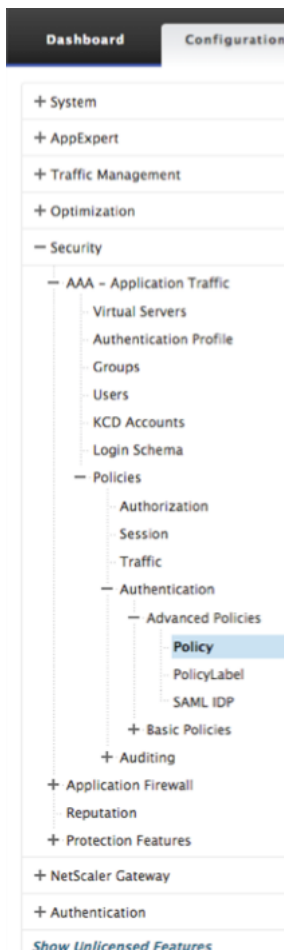 Dashboard Configuration
+ System
+ AppExpert
+ Traffic Management
+ Optimization
− Security
− AAA – Application Traffic
Virtual Servers
Authentication Profile
Groups
Users
KCD Accounts
Login Schema
− Policies
Authorization
Session
Traffic
− Authentication
− Advanced Policies
Policy
PolicyLabel
SAML IDP
+ Basic Policies
+ Auditing
+ Application Firewall
Reputation
+ Protection Features
+ NetScaler Gateway
+ Authentication
Show Unlicensed Features